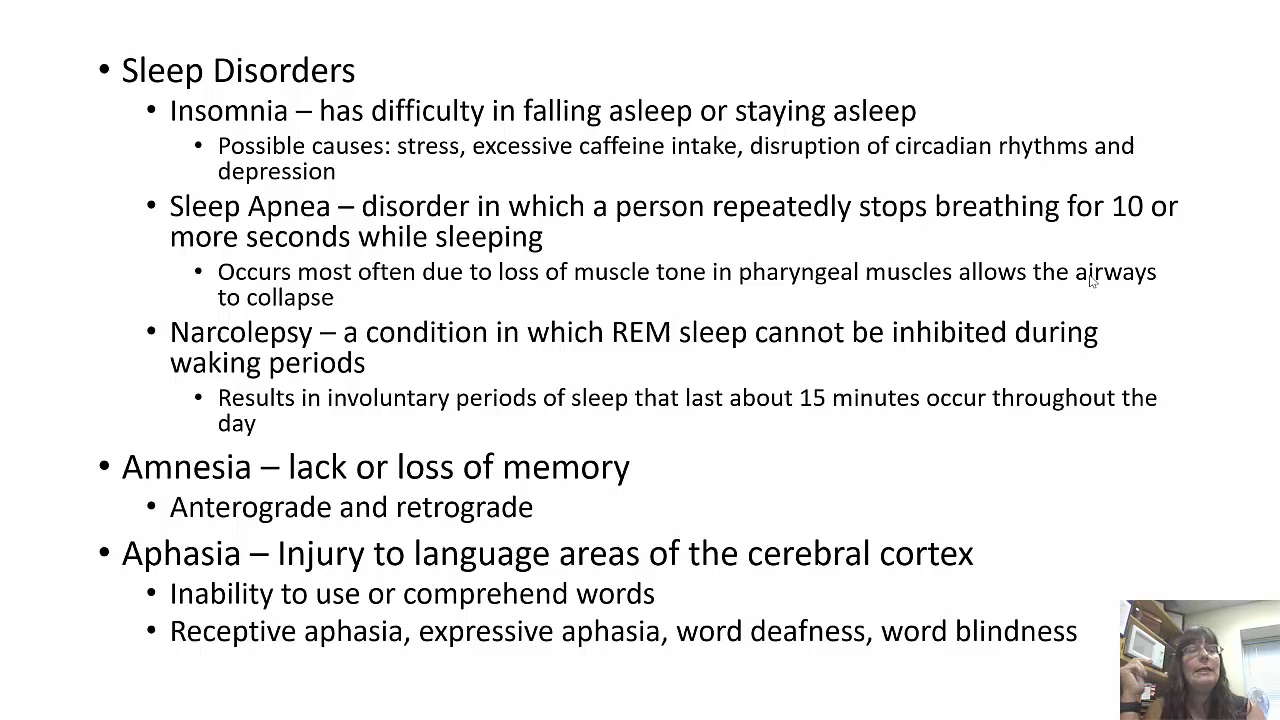 • Sleep Disorders
• Insomnia – has difficulty in falling asleep or staying asleep
• Possible causes: stress, excessive caffeine intake, disruption of circadian rhythms and
depression
• Sleep Apnea – disorder in which a person repeatedly stops breathing for 10 or
more seconds while sleeping
• Occurs most often due to loss of muscle tone in pharyngeal muscles allows the airways
to collapse
• Narcolepsy – a condition in which REM sleep cannot be inhibited during
waking periods
• Results in involuntary periods of sleep that last about 15 minutes occur throughout the
day
• Amnesia – lack or loss of memory
• Anterograde and retrograde
• Aphasia – Injury to language areas of the cerebral cortex
• Inability to use or comprehend words
• Receptive aphasia, expressive aphasia, word deafness, word blindness